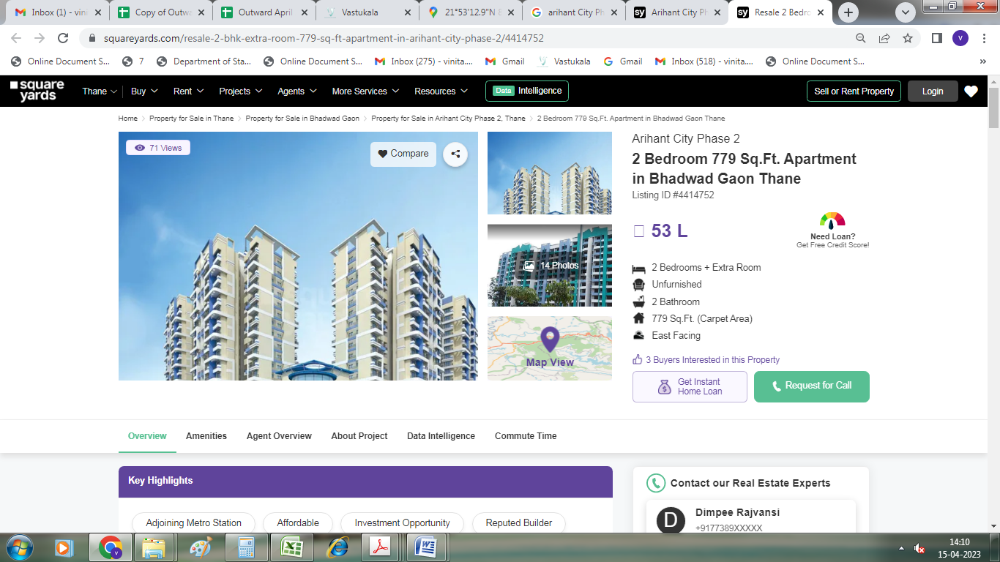 Inbox (1) - vini
Copy of Outwa
Outward April
Vastukala
21°53'12.9"N 8
arihant City Ph
Arihant City Ph
Resale 2 Bedro
squareyards.com/resale-2-bhk-extra-room-779-sq-ft-apartment-in-arihant-city-phase-2/4414752
V
Online Document S...
7
Department of Sta...
Online Document S...
Inbox (275) - vinita....
Gmail
Vastukala
Gmail
Inbox (518) - vinita....
Online Document S...
»
square yards
Thane
Buy
Rent
Projects
Agents
More Services
Resources
Data Intelligence
Sell or Rent Property
Login
Home > Property for Sale in Thane > Property for Sale in Bhadwad Gaon > Property for Sale in Arihant City Phase 2, Thane > 2 Bedroom 779 Sq.Ft. Apartment in Bhadwad Gaon Thane
71 Views
Compare
14 Photos
Map View
Arihant City Phase 2
2 Bedroom 779 Sq.Ft. Apartment
in Bhadwad Gaon Thane
Listing ID #4414752
53 L
Need Loan?
Get Free Credit Score!
2 Bedrooms + Extra Room
Unfurnished
2 Bathroom
779 Sq.Ft. (Carpet Area)
East Facing
3 Buyers Interested in this Property
Get Instant
Home Loan
Request for Call
Overview
Amenities
Agent Overview
About Project
Data Intelligence
Commute Time
Key Highlights
Adjoining Metro Station
Affordable
Investment Opportunity
Reputed Builder
Contact our Real Estate Experts
D
Dimpee Rajvansi
+9177389XXXXX
14:10
15-04-2023